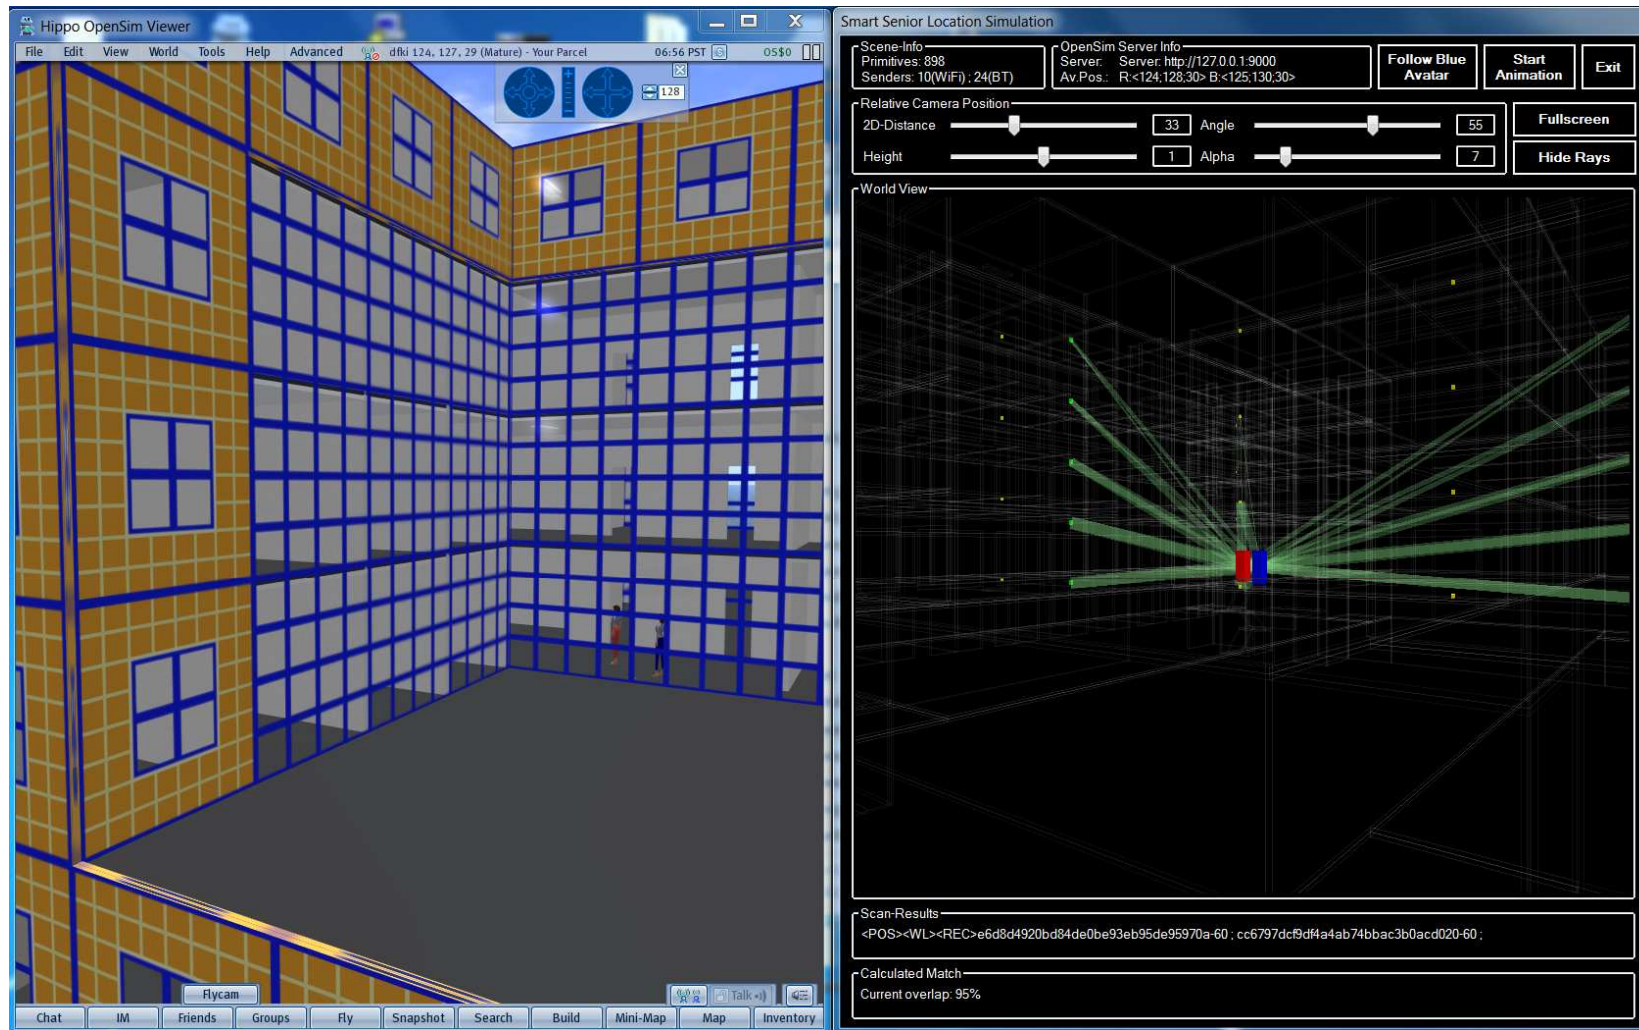 Hippo OpenSim Viewer
File Edit View World Tools Help Advanced dfki 124, 127, 29 (Mature) - Your Parcel 06:56 PST OS$0
128
Flycam
Talk
Chat IM Friends Groups Fly Snapshot Search Build Mini-Map Map Inventory
Smart Senior Location Simulation
Scene-Info
Primitives: 898
Senders: 10(WiFi) ; 24(BT)
OpenSim Server Info
Server: Server: http://127.0.0.1:9000
Av.Pos.: R:<124;128;30> B:<125;130;30>
Follow Blue
Avatar
Start
Animation
Exit
Relative Camera Position
2D-Distance 33 Angle 55
Height 1 Alpha 7
Fullscreen
Hide Rays
World View
Scan-Results
<POS><WL><REC>e6d8d4920bd84de0be93eb95de95970a-60 ; cc6797dcf9df4a4ab74bbac3b0acd020-60 ;
Calculated Match
Current overlap: 95%